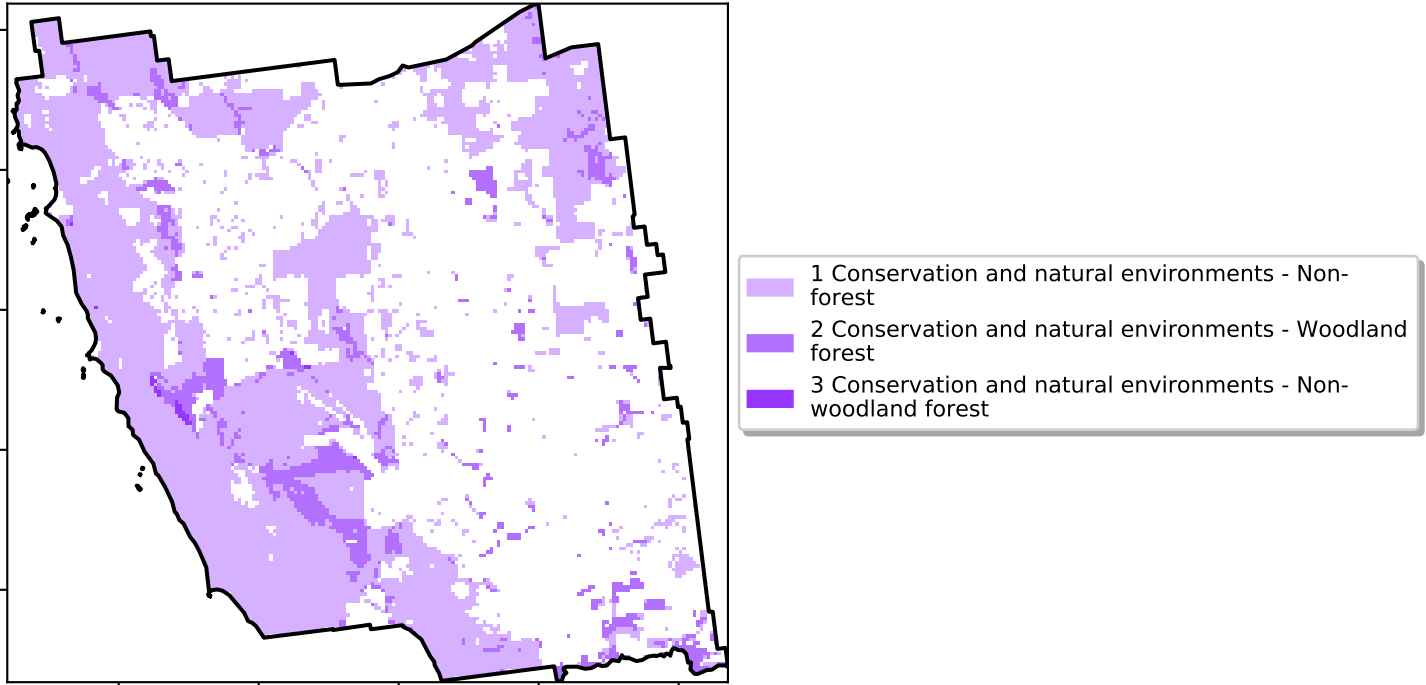 1 Conservation and natural environments - Non-
forest
2 Conservation and natural environments - Woodland
forest
3 Conservation and natural environments - Non-
woodland forest